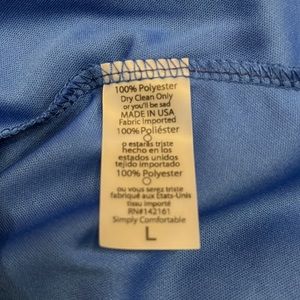 100% Polyester
Dry Clean Only
or you'll be sad
MADE IN USA
Fabric Imported
100% Poliéster
o estarás triste
hecho en los
estados unidos
tejido importado
100% Polyester
ou vous serez triste
fabriqué aux États-Unis
tissu importé
RN#142161
Simply Comfortable
L